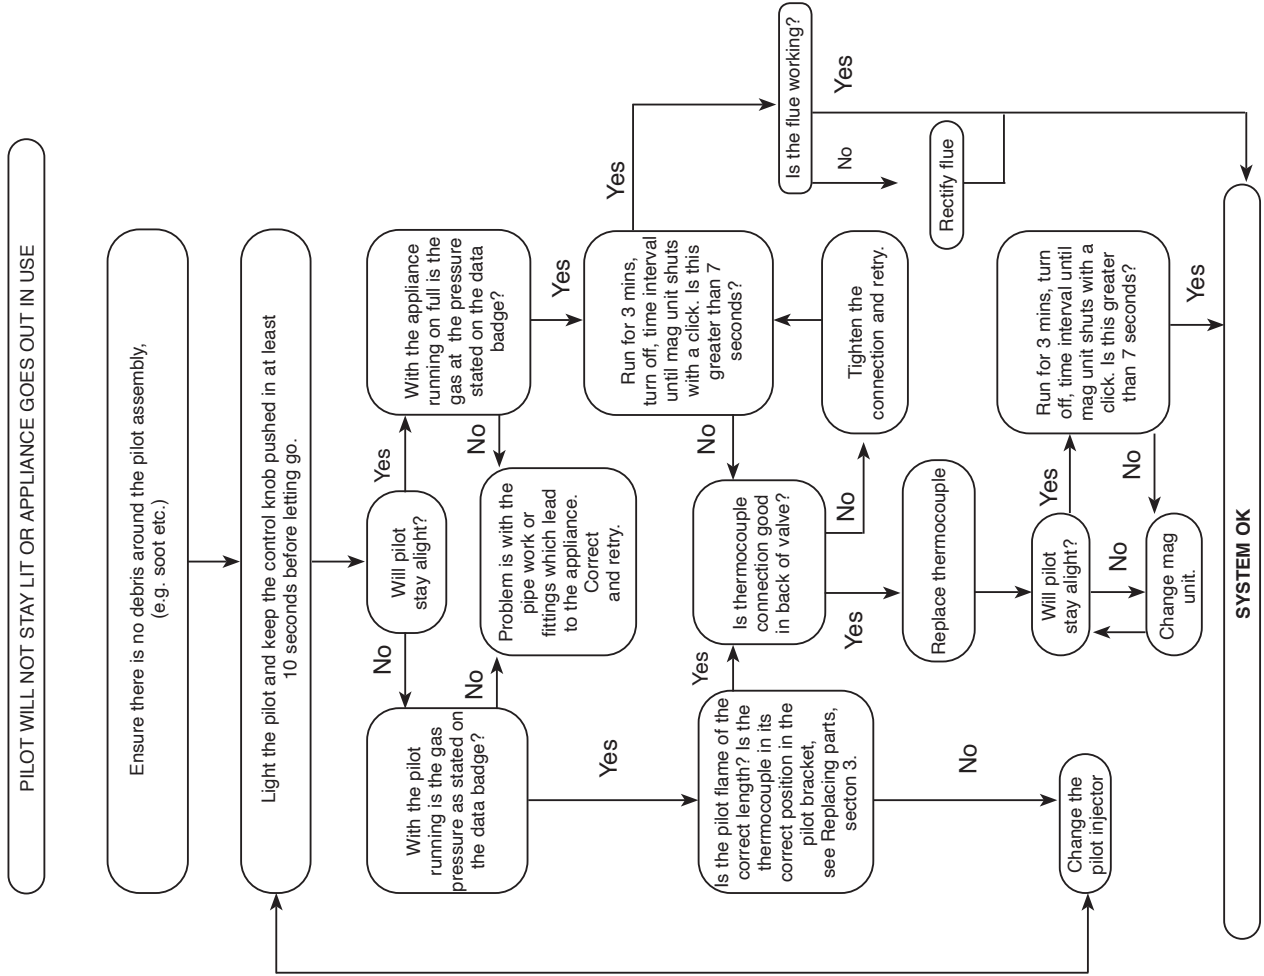 PILOT WILL NOT STAY LIT OR APPLIANCE GOES OUT IN USE
Ensure there is no debris around the pilot assembly,
(e.g. soot etc.)
Light the pilot and keep the control knob pushed in at least
10 seconds before letting go.
Will pilot
stay alight?
No
Yes
With the pilot
running is the gas
pressure as stated on
the data badge?
No
Problem is with the
pipe work or
fittings which lead
to the appliance.
Correct
and retry.
No
With the appliance
running on full is the
gas at the pressure
stated on the data
badge?
Yes
Yes
Is the pilot flame of the
correct length? Is the
thermocouple in its
correct position in the
pilot bracket,
see Replacing parts,
secton 3.
Yes
Is thermocouple
connection good
in back of valve?
No
Run for 3 mins,
turn off, time interval
until mag unit shuts
with a click. Is this
greater than 7
seconds?
Yes
Is the flue working?
No
Yes
Yes
No
Tighten the
connection and retry.
Replace thermocouple
Rectify flue
No
Will pilot
stay alight?
Yes
Run for 3 mins, turn
off, time interval until
mag unit shuts with a
click. Is this greater
than 7 seconds?
Change the
pilot injector
No
No
Change mag
unit.
Yes
SYSTEM OK